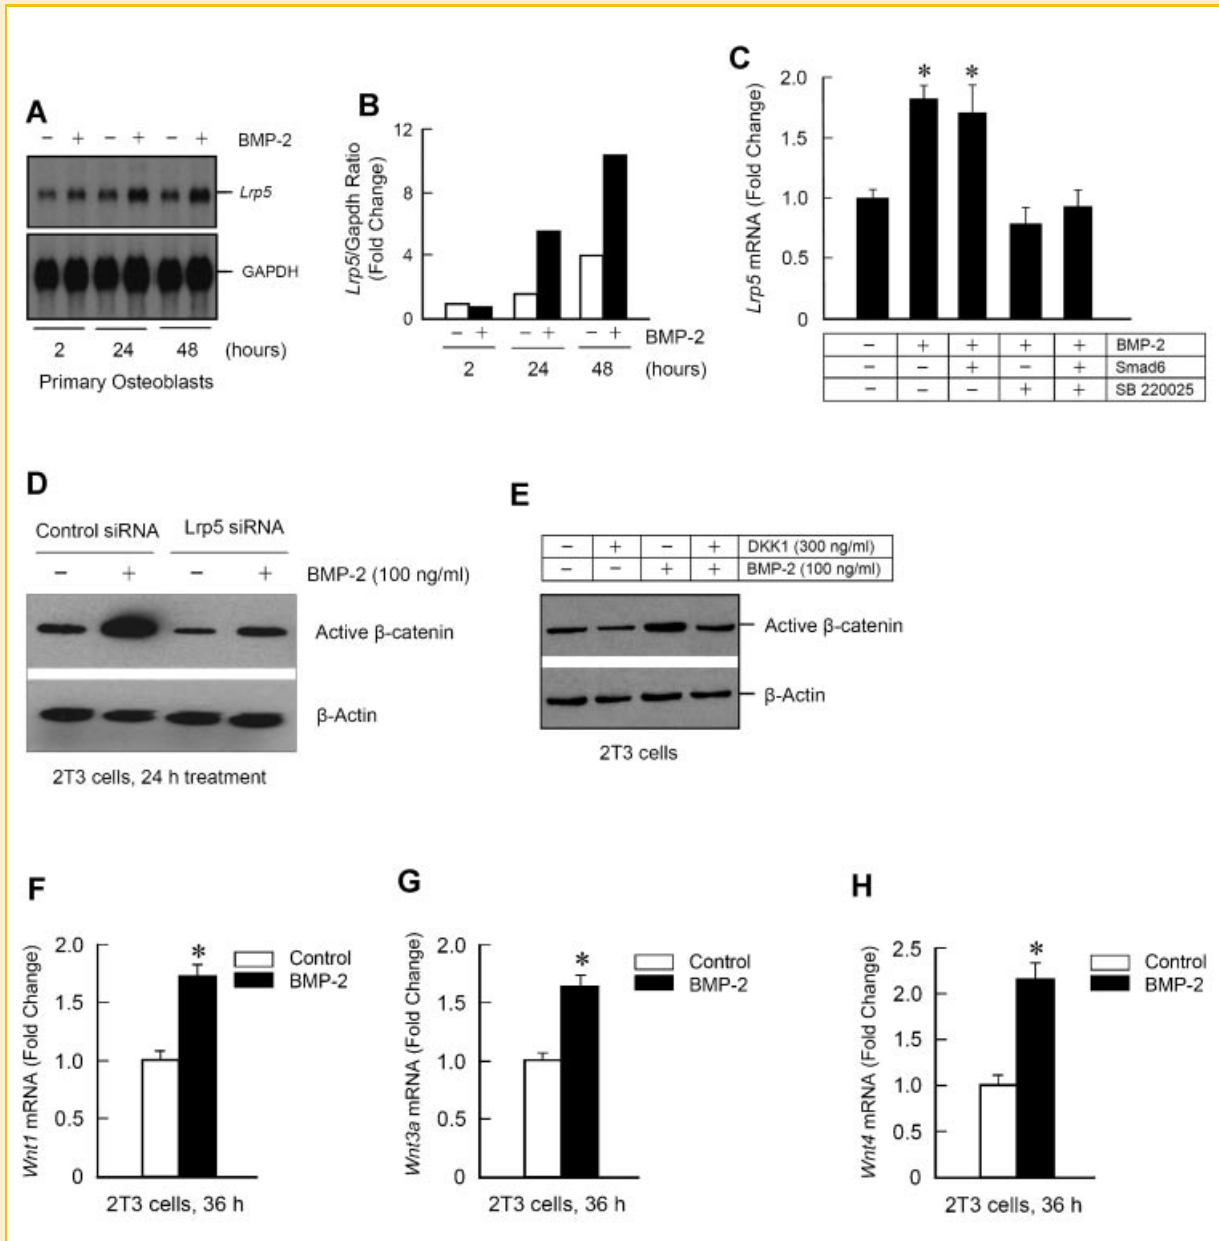 A
− + − + − + BMP-2
Lrp5
GAPDH
2 24 48 (hours)
Primary Osteoblasts
B
Lrp5/Gapdh Ratio
(Fold Change)
12
8
4
0
− + − + − + BMP-2
2 24 48 (hours)
C
Lrp5 mRNA (Fold Change)
2.0
1.5
1.0
0.5
0
* *
− + + + + BMP-2
− − + − + Smad6
− − − + + SB 220025
D
Control siRNA Lrp5 siRNA
− + − + BMP-2 (100 ng/ml)
Active β-catenin
β-Actin
2T3 cells, 24 h treatment
E
− + − + DKK1 (300 ng/ml)
− − + + BMP-2 (100 ng/ml)
Active β-catenin
β-Actin
2T3 cells
F
Wnt1 mRNA (Fold Change)
2.0
1.5
1.0
0.5
0
*
Control
BMP-2
2T3 cells, 36 h
G
Wnt3a mRNA (Fold Change)
2.0
1.5
1.0
0.5
0
*
Control
BMP-2
2T3 cells, 36 h
H
Wnt4 mRNA (Fold Change)
2.5
2.0
1.5
1.0
0.5
0
*
Control
BMP-2
2T3 cells, 36 h